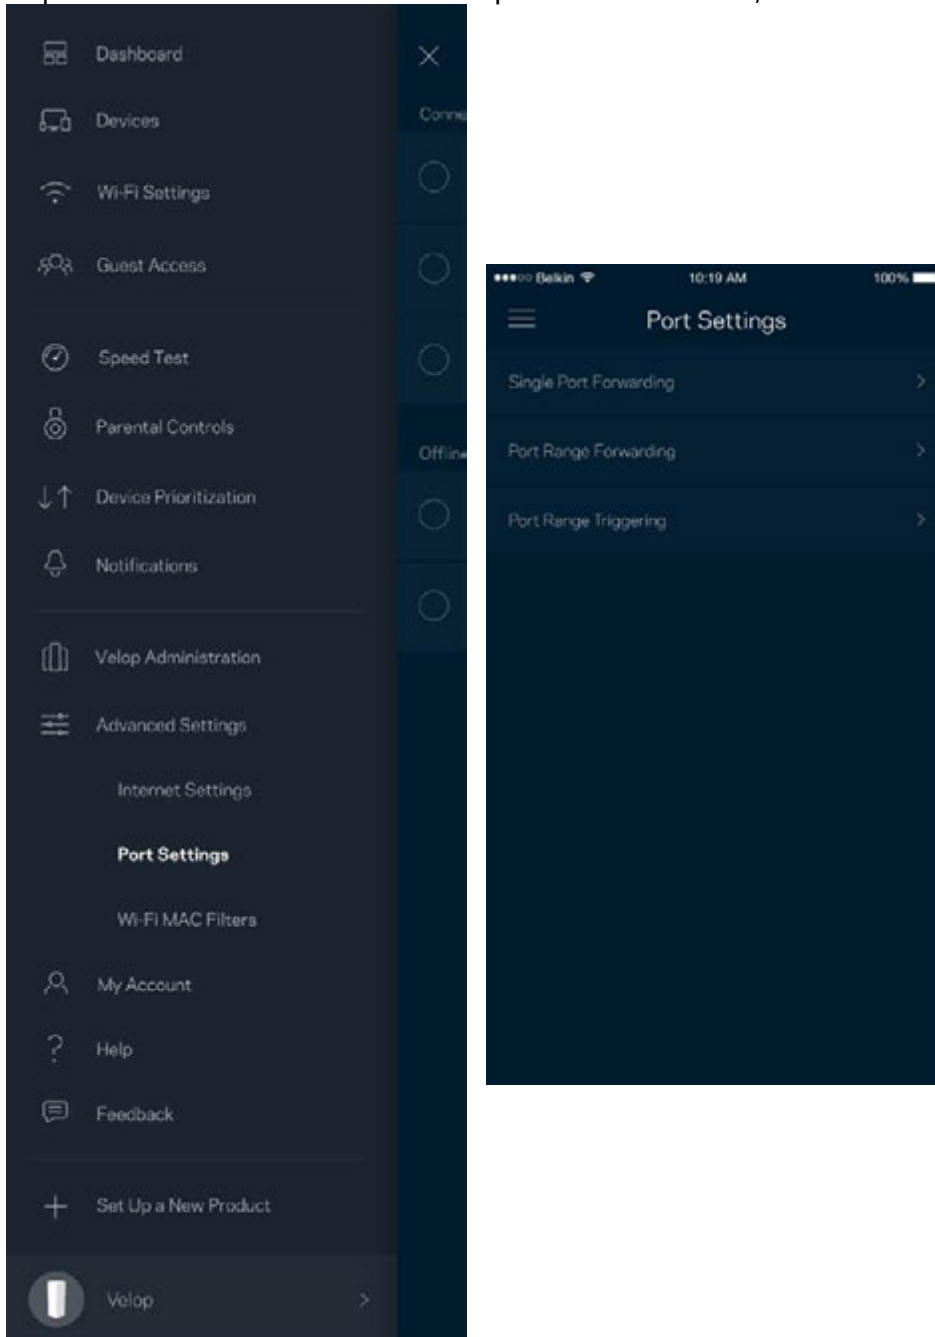 Dashboard
Devices
Wi-Fi Settings
Guest Access
Speed Test
Parental Controls
Device Prioritization
Notifications
Velop Administration
Advanced Settings
Internet Settings
Port Settings
Wi-Fi MAC Filters
My Account
Help
Feedback
Set Up a New Product
Velop
Conne
Offline
Belkin 10:19 AM 100%
Port Settings
Single Port Forwarding
Port Range Forwarding
Port Range Triggering